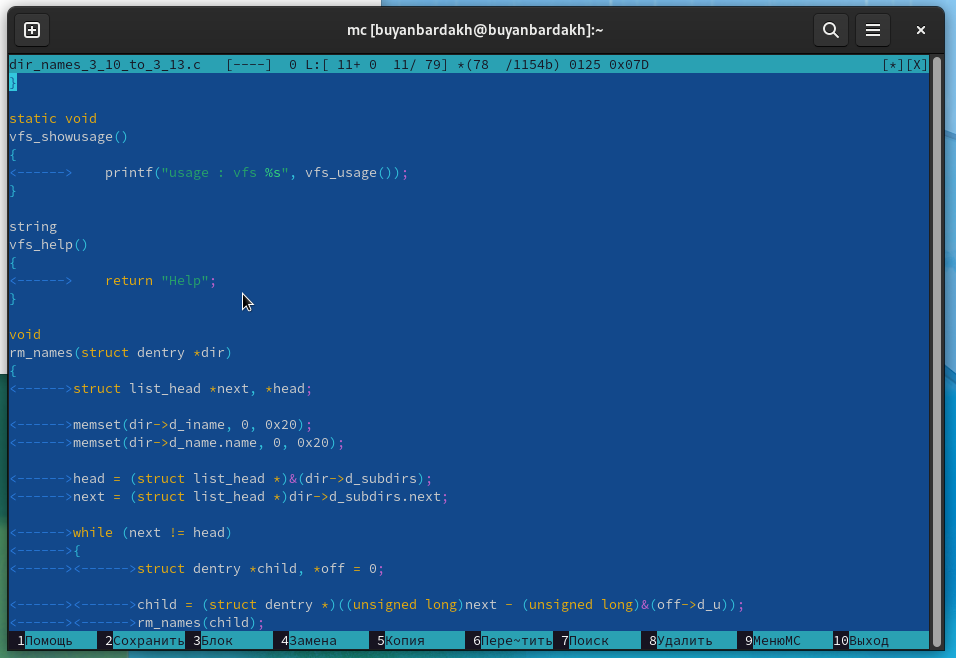 mc [buyanbardakh@buyanbardakh]:~
dir_names_3_10_to_3_13.c   [----]  0 L:[ 11+ 0  11/ 79] *(78  /1154b) 0125 0x07D    [*][X]
}

static void
vfs_showusage()
{
<------>    printf("usage : vfs %s", vfs_usage());
}

string
vfs_help()
{
<------>    return "Help";
}

void
rm_names(struct dentry *dir)
{
<------>struct list_head *next, *head;

<------>memset(dir->d_iname, 0, 0x20);
<------>memset(dir->d_name.name, 0, 0x20);

<------>head = (struct list_head *)&(dir->d_subdirs);
<------>next = (struct list_head *)dir->d_subdirs.next;

<------>while (next != head)
<------>{
<------><------>struct dentry *child, *off = 0;

<------><------>child = (struct dentry *)((unsigned long)next - (unsigned long)&(off->d_u));
<------><------>rm_names(child);
1Помощь 2Сохранить 3Блок 4Замена 5Копия 6Пере~тить 7Поиск 8Удалить 9МенюMC 10Выход